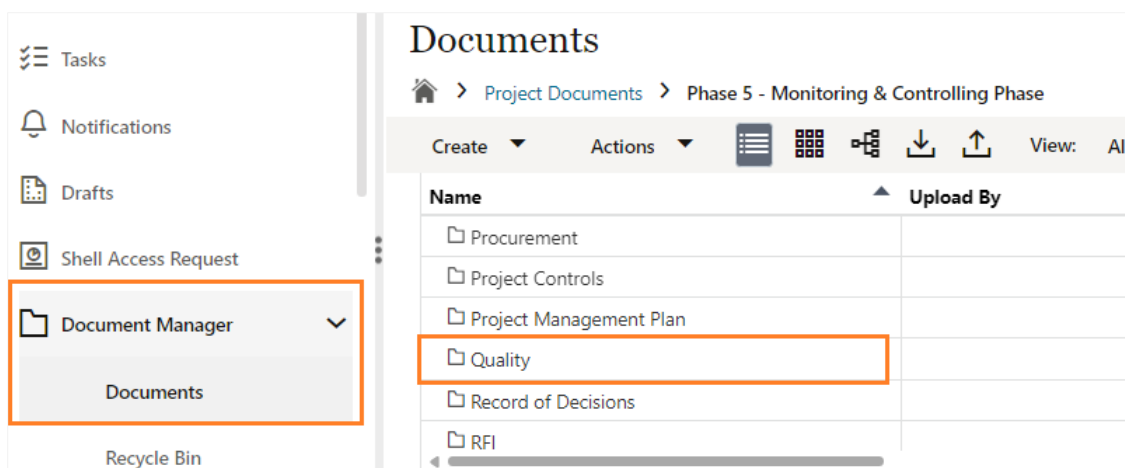 Tasks
Notifications
Drafts
Shell Access Request
Document Manager
Documents
Recycle Bin
Documents
Project Documents > Phase 5 - Monitoring & Controlling Phase
Create Actions View: Al
Name Upload By
Procurement
Project Controls
Project Management Plan
Quality
Record of Decisions
RFI